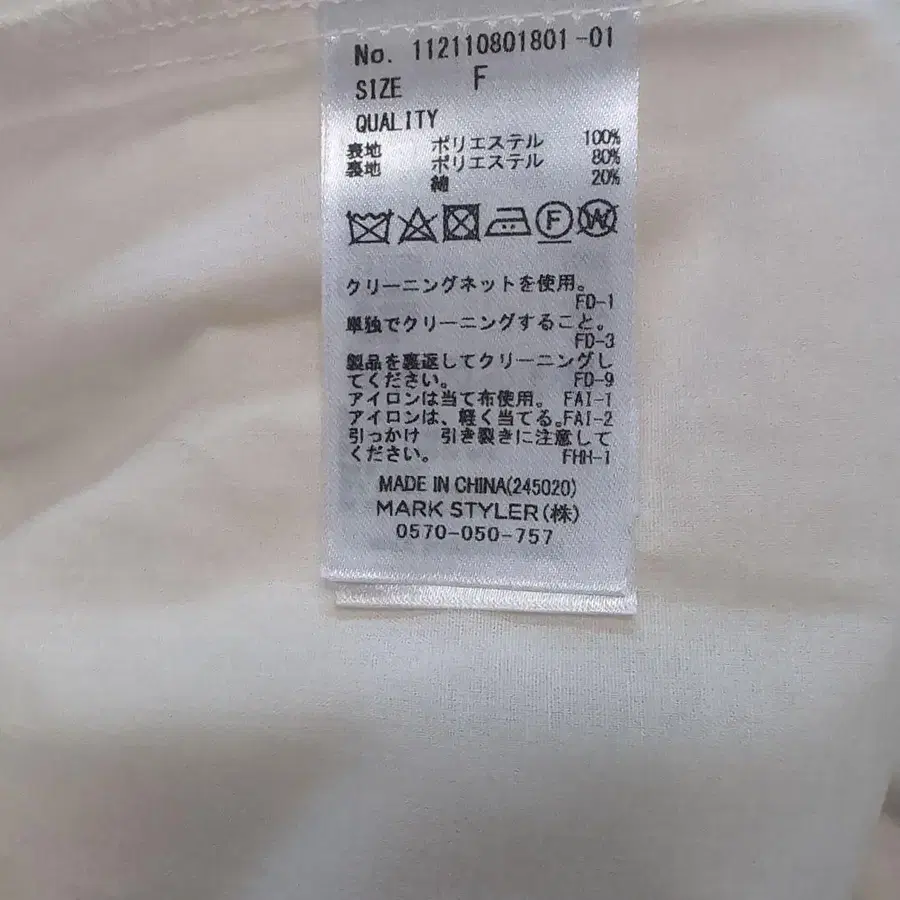 No. 112110801801-01
SIZE F
QUALITY
表地 ポリエステル 100%
裏地 ポリエステル 80%
綿 20%
F W
クリーニングネットを使用。
FD-1
単独でクリーニングすること。
FD-3
製品を裏返してクリーニングし
てください。 FD-9
アイロンは当て布使用。 FAI-1
アイロンは、軽く当てる。FAI-2
引っかけ 引き裂きに注意して
ください。 FHH-1
MADE IN CHINA(245020)
MARK STYLER(株)
0570-050-757